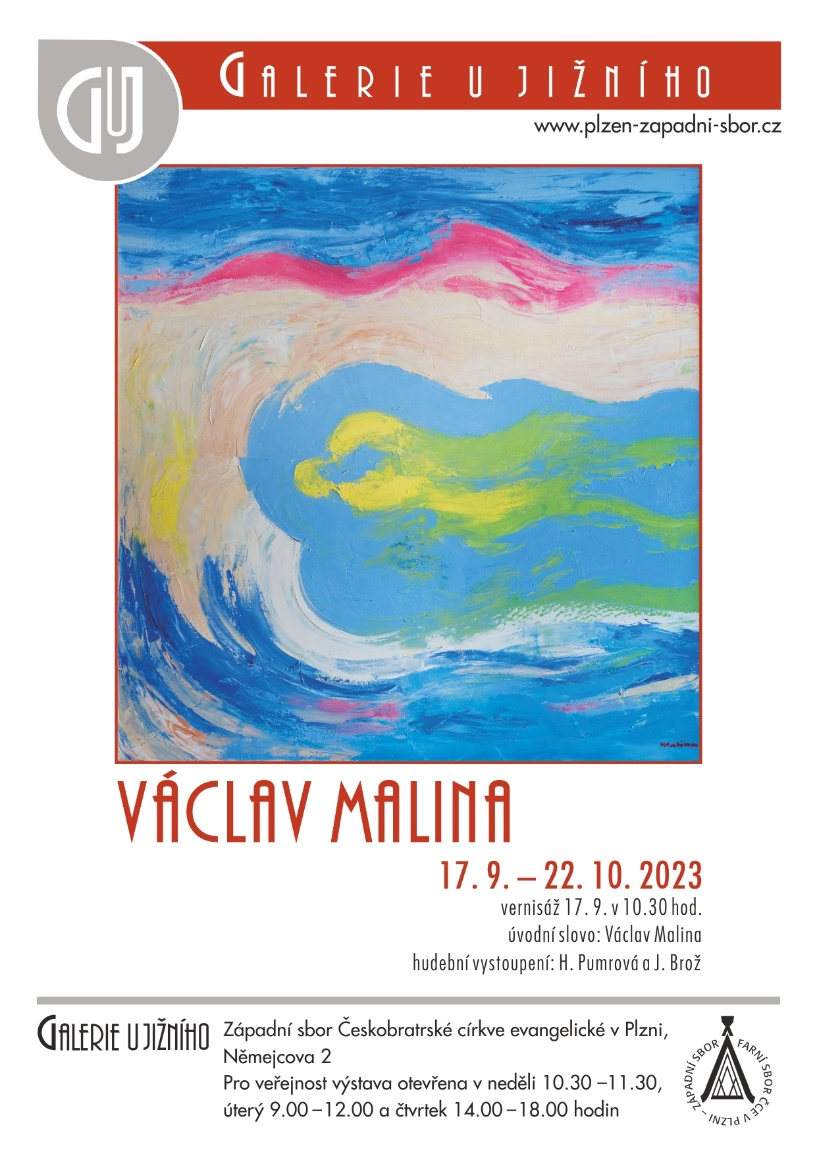 GUJ
GALERIE U JIŽNÍHO
www.plzen-zapadni-sbor.cz
Malina
VÁCLAV MALINA
17. 9. – 22. 10. 2023
vernisáž 17. 9. v 10.30 hod.
úvodní slovo: Václav Malina
hudební vystoupení: H. Pumrová a J. Brož
GALERIE U JIŽNÍHO
Západní sbor Českobratrské církve evangelické v Plzni,
Němejcova 2
Pro veřejnost výstava otevřena v neděli 10.30 –11.30,
úterý 9.00–12.00 a čtvrtek 14.00–18.00 hodin
FARNÍ SBOR ČCE V PLZNI – ZÁPADNÍ SBOR